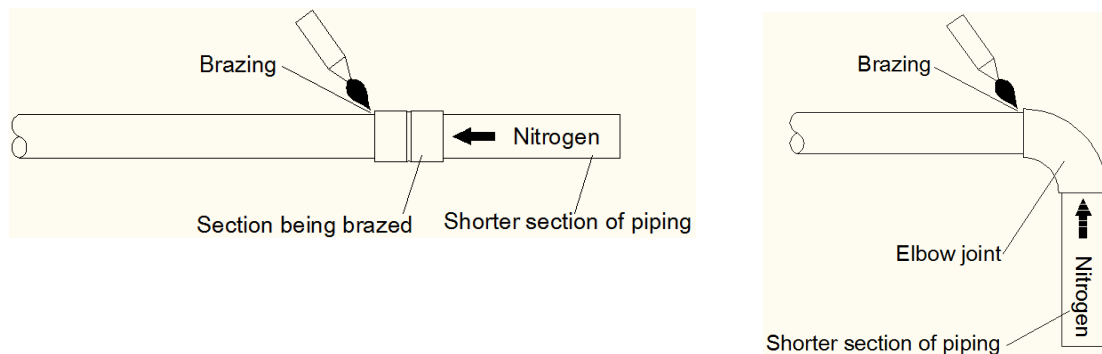 Brazing
Nitrogen
Section being brazed
Shorter section of piping
Brazing
Elbow joint
Nitrogen
Shorter section of piping